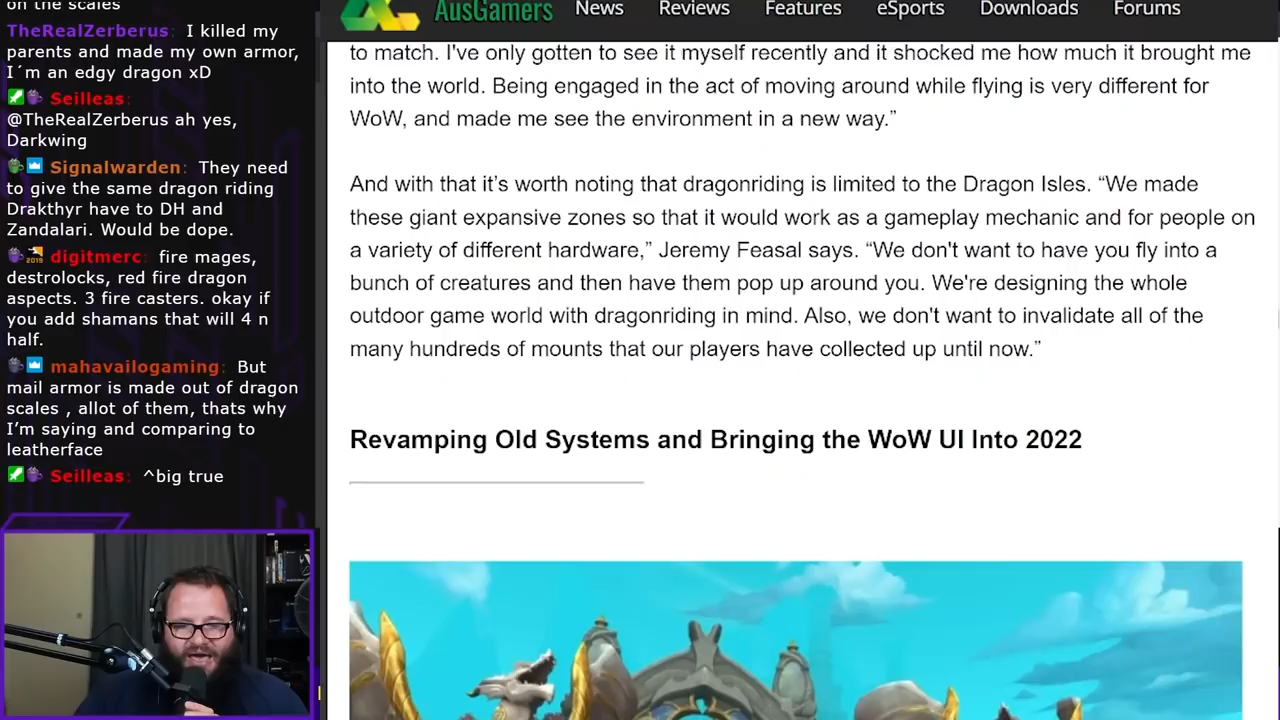 on the scales
TheRealZerberus: I killed my
parents and made my own armor,
I´m an edgy dragon xD
Seilleas:
@TheRealZerberus ah yes,
Darkwing
Signalwarden: They need
to give the same dragon riding
Drakthyr have to DH and
Zandalari. Would be dope.
2019 digitmerc: fire mages,
destrolocks, red fire dragon
aspects. 3 fire casters. okay if
you add shamans that will 4 n
half.
mahavailogaming: But
mail armor is made out of dragon
scales , allot of them, thats why
I’m saying and comparing to
leatherface
Seilleas: ^big true
AusGamers News Reviews Features eSports Downloads Forums
to match. I've only gotten to see it myself recently and it shocked me how much it brought me
into the world. Being engaged in the act of moving around while flying is very different for
WoW, and made me see the environment in a new way.”
And with that it’s worth noting that dragonriding is limited to the Dragon Isles. “We made
these giant expansive zones so that it would work as a gameplay mechanic and for people on
a variety of different hardware,” Jeremy Feasal says. “We don't want to have you fly into a
bunch of creatures and then have them pop up around you. We're designing the whole
outdoor game world with dragonriding in mind. Also, we don't want to invalidate all of the
many hundreds of mounts that our players have collected up until now.”
Revamping Old Systems and Bringing the WoW UI Into 2022